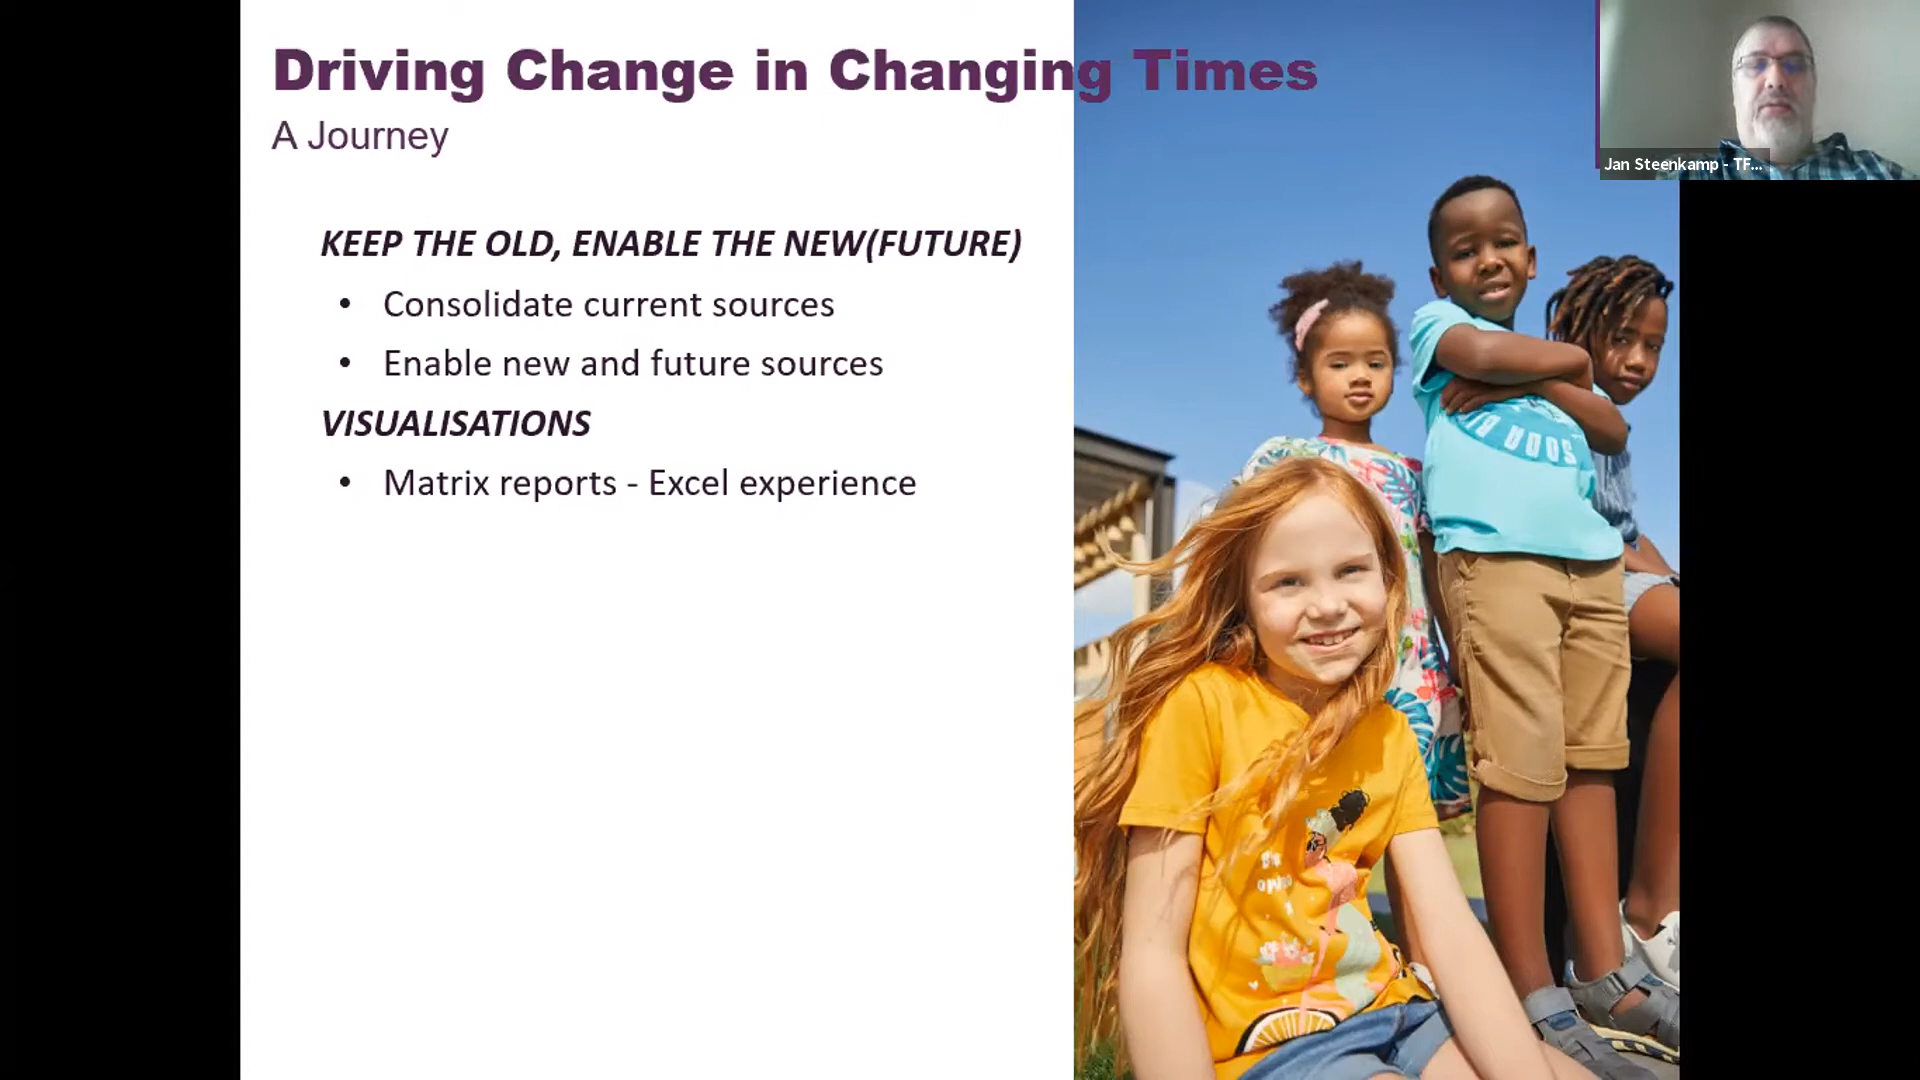 Driving Change in Changing Times
A Journey
Jan Steenkamp - TF...
KEEP THE OLD, ENABLE THE NEW(FUTURE)
• Consolidate current sources
• Enable new and future sources
VISUALISATIONS
• Matrix reports - Excel experience